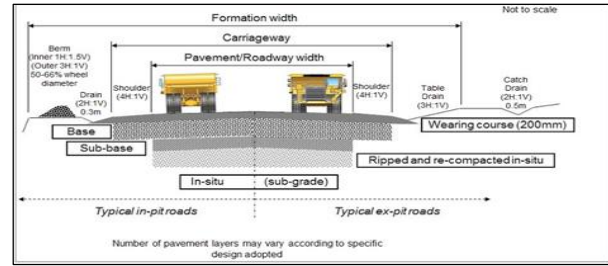 Not to scale
Formation width
Carriageway
Pavement/Roadway width
Berm
(Inner 1H:1.5V)
(Outer 3H:1V)
50-66% wheel
diameter
Drain
(2H:1V)
0.3m
Shoulder
(4H:1V)
Shoulder
(4H:1V)
Table
Drain
(3H:1V)
Catch
Drain
(2H:1V)
0.5m
Base
Wearing course (200mm)
Sub-base
Ripped and re-compacted in-situ
In-situ (sub-grade)
Typical in-pit roads
Typical ex-pit roads
Number of pavement layers may vary according to specific
design adopted